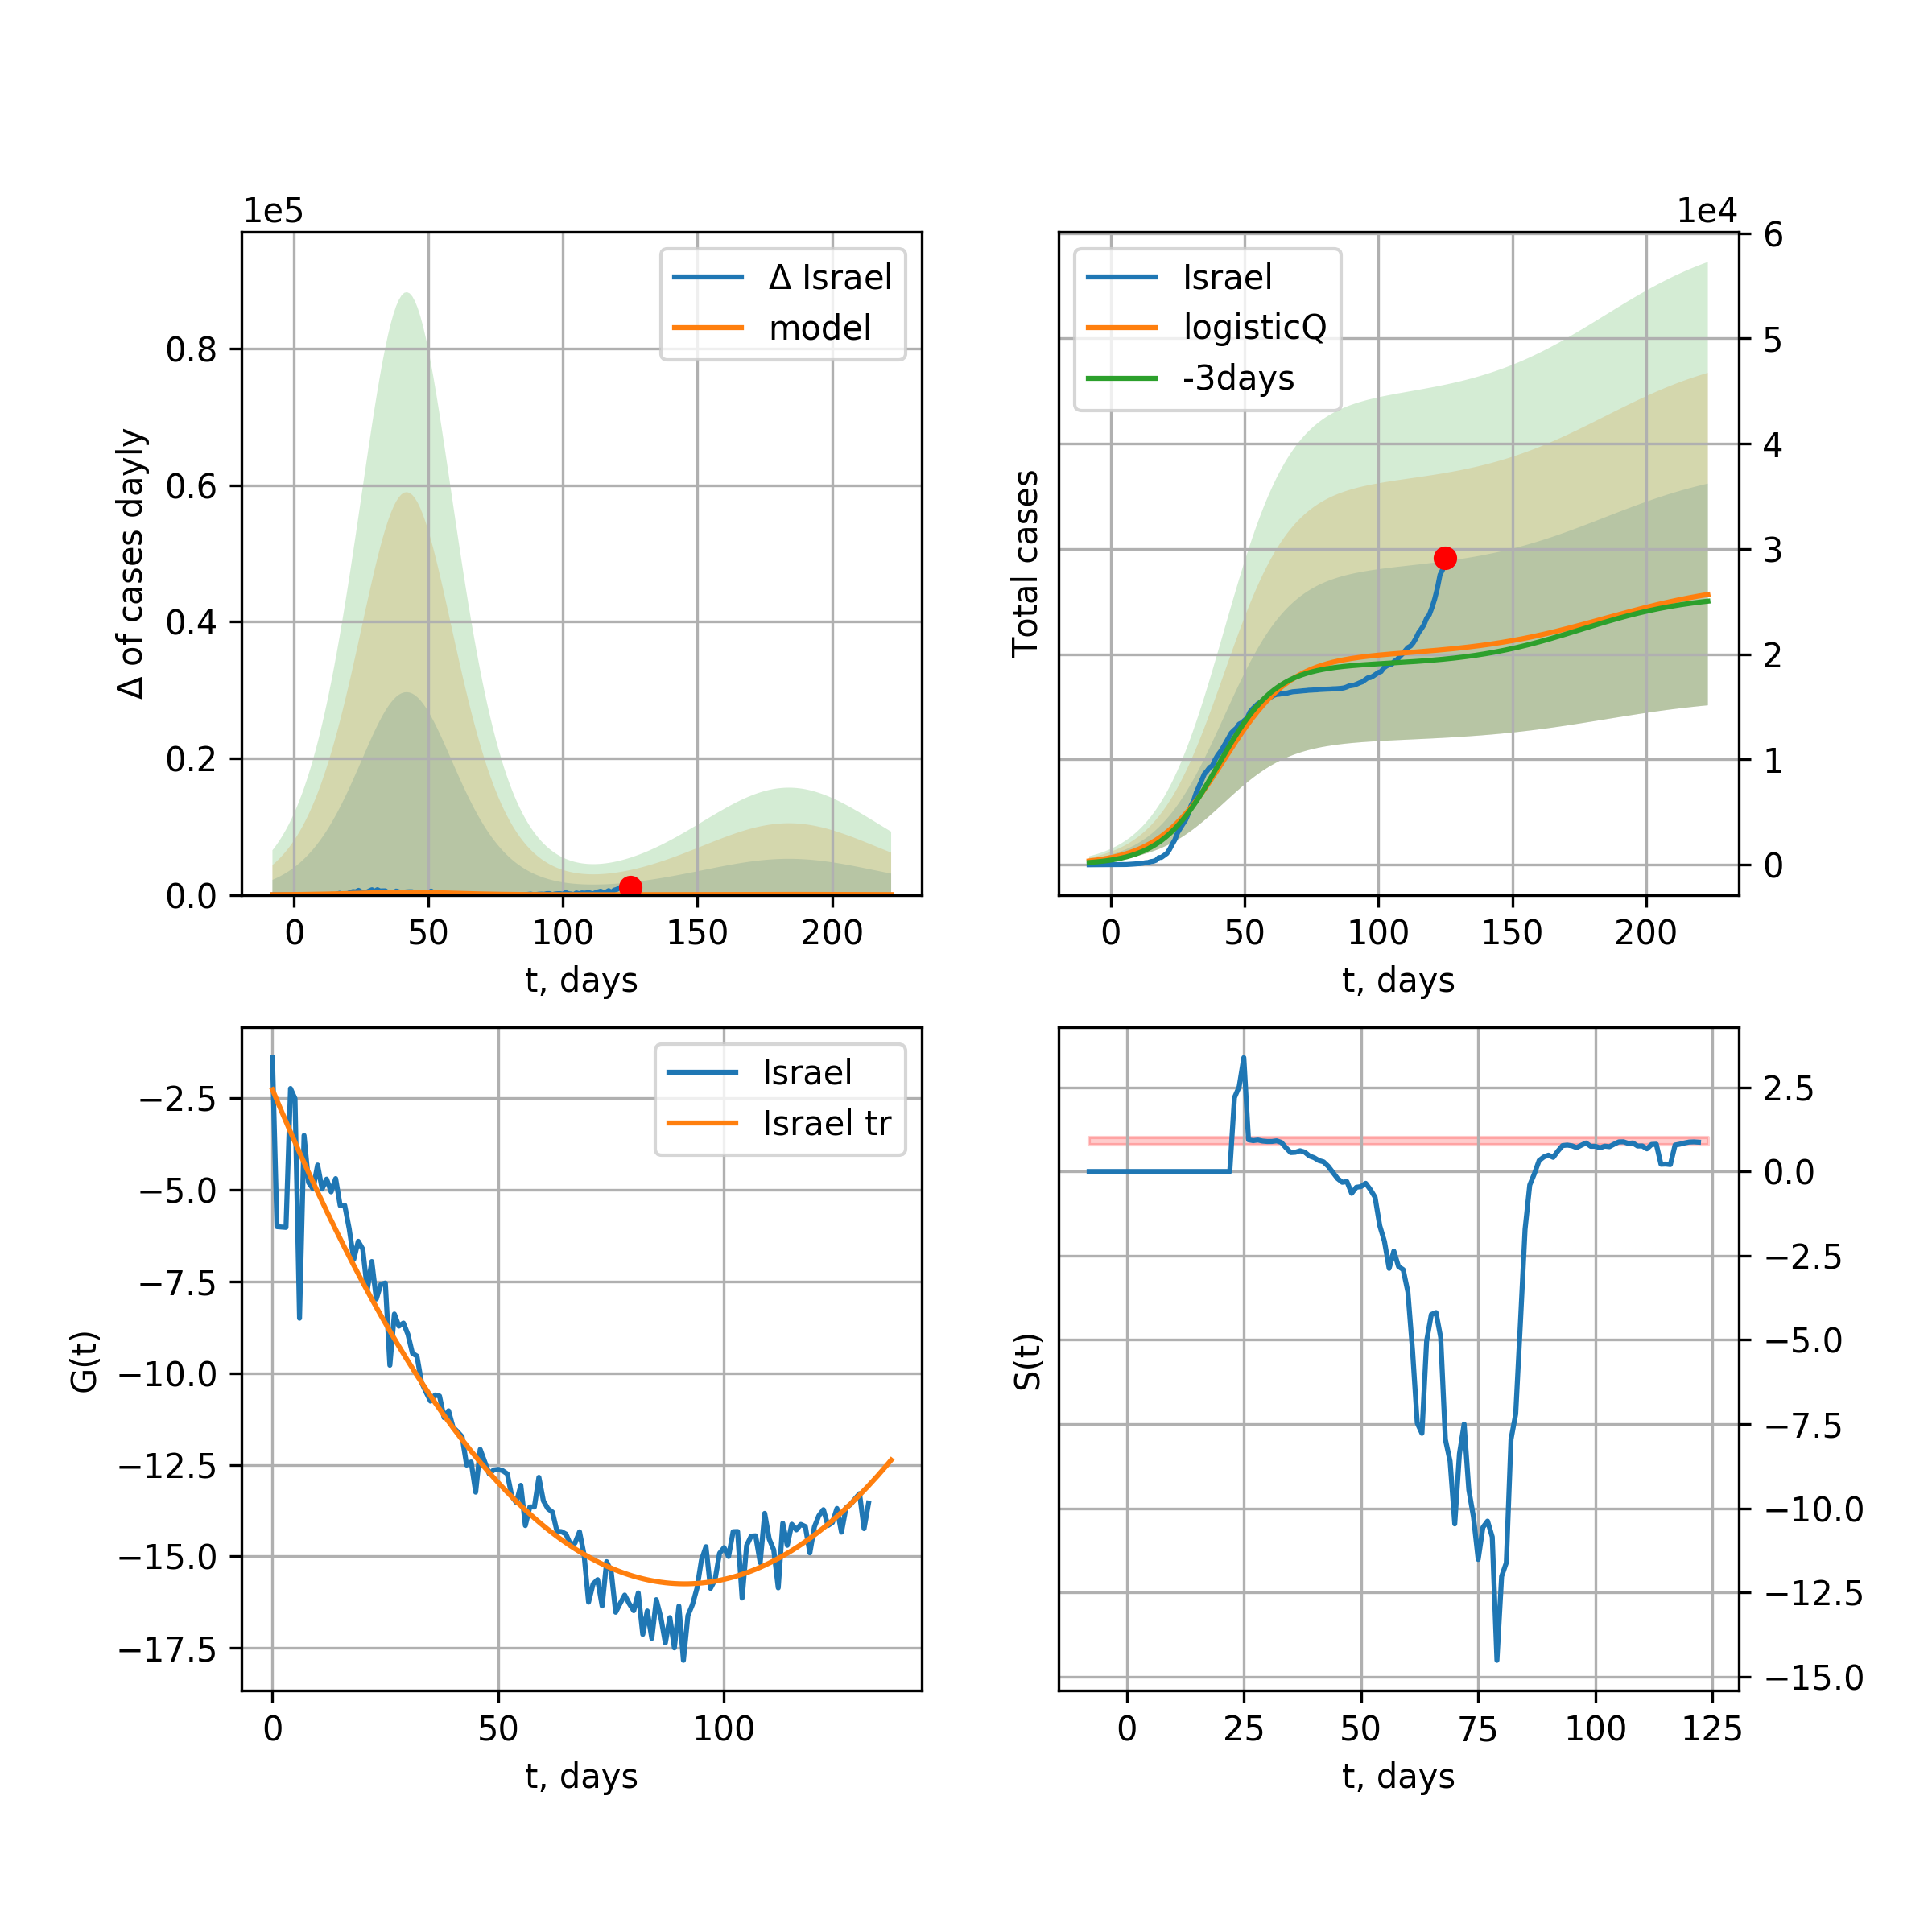 1e5
Δ of cases dayly
0.8
0.6
0.4
0.2
0.0
0 50 100 150 200
t, days
Δ Israel
model
1e4
Total cases
6
5
4
3
2
1
0
0 50 100 150 200
t, days
Israel
logisticQ
-3days
G(t)
−2.5
−5.0
−7.5
−10.0
−12.5
−15.0
−17.5
0 50 100
t, days
Israel
Israel tr
S(t)
2.5
0.0
−2.5
−5.0
−7.5
−10.0
−12.5
−15.0
0 25 50 75 100 125
t, days